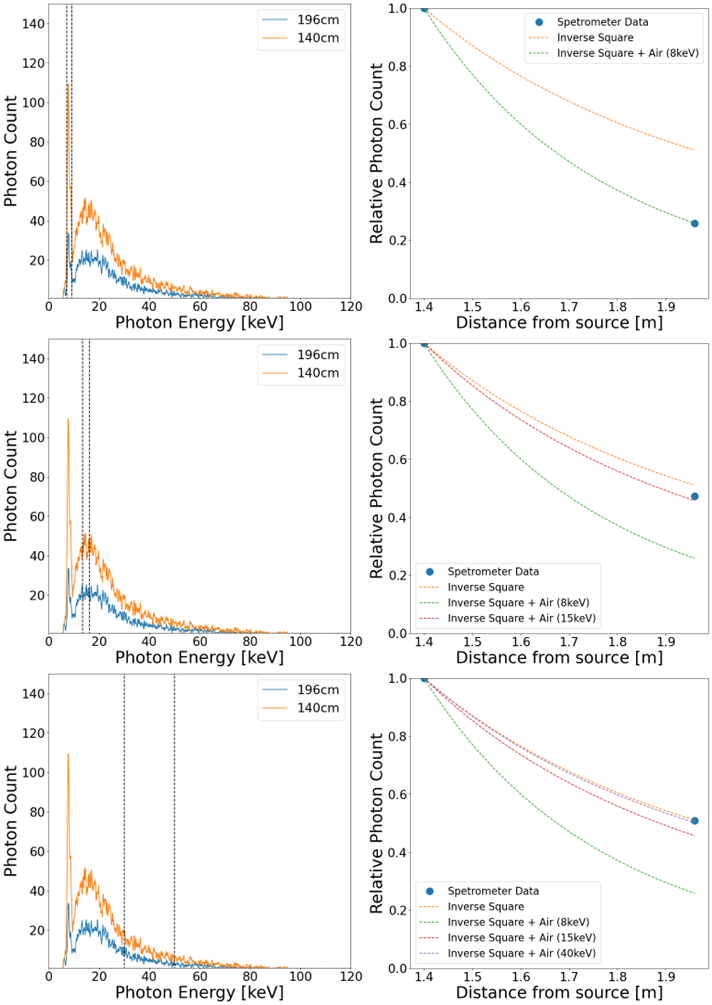 196cm
140cm
Photon Count
140
120
100
80
60
40
20
0 20 40 60 80 100 120
Photon Energy [keV]
Spetrometer Data
Inverse Square
Inverse Square + Air (8keV)
Relative Photon Count
1.0
0.8
0.6
0.4
0.2
0.0
1.4 1.5 1.6 1.7 1.8 1.9
Distance from source [m]
196cm
140cm
Photon Count
140
120
100
80
60
40
20
0 20 40 60 80 100 120
Photon Energy [keV]
Relative Photon Count
1.0
0.8
0.6
0.4
0.2
0.0
Spetrometer Data
Inverse Square
Inverse Square + Air (8keV)
Inverse Square + Air (15keV)
1.4 1.5 1.6 1.7 1.8 1.9
Distance from source [m]
196cm
140cm
Photon Count
140
120
100
80
60
40
20
0 20 40 60 80 100 120
Photon Energy [keV]
Relative Photon Count
1.0
0.8
0.6
0.4
0.2
0.0
Spetrometer Data
Inverse Square
Inverse Square + Air (8keV)
Inverse Square + Air (15keV)
Inverse Square + Air (40keV)
1.4 1.5 1.6 1.7 1.8 1.9
Distance from source [m]